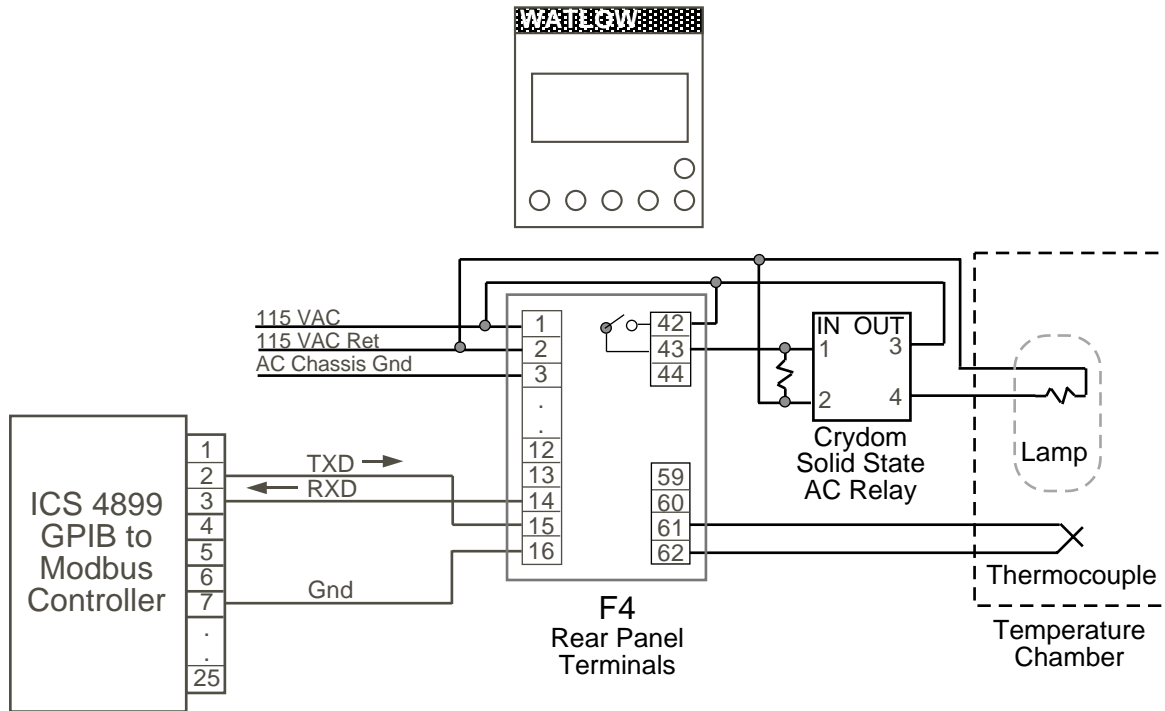 WATLOW
115 VAC
115 VAC Ret
AC Chassis Gnd
1
2
3
.
.
12
13
14
15
16
42
43
44
59
60
61
62
IN OUT
1
3
2
4
Crydom
Solid State
AC Relay
Lamp
Thermocouple
Temperature
Chamber
F4
Rear Panel
Terminals
ICS 4899
GPIB to
Modbus
Controller
1
2
3
4
5
6
7
.
.
25
TXD
RXD
Gnd